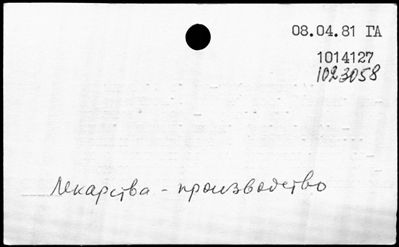 08.04.81 ГА
1014127
1023058
Лекарства - производство